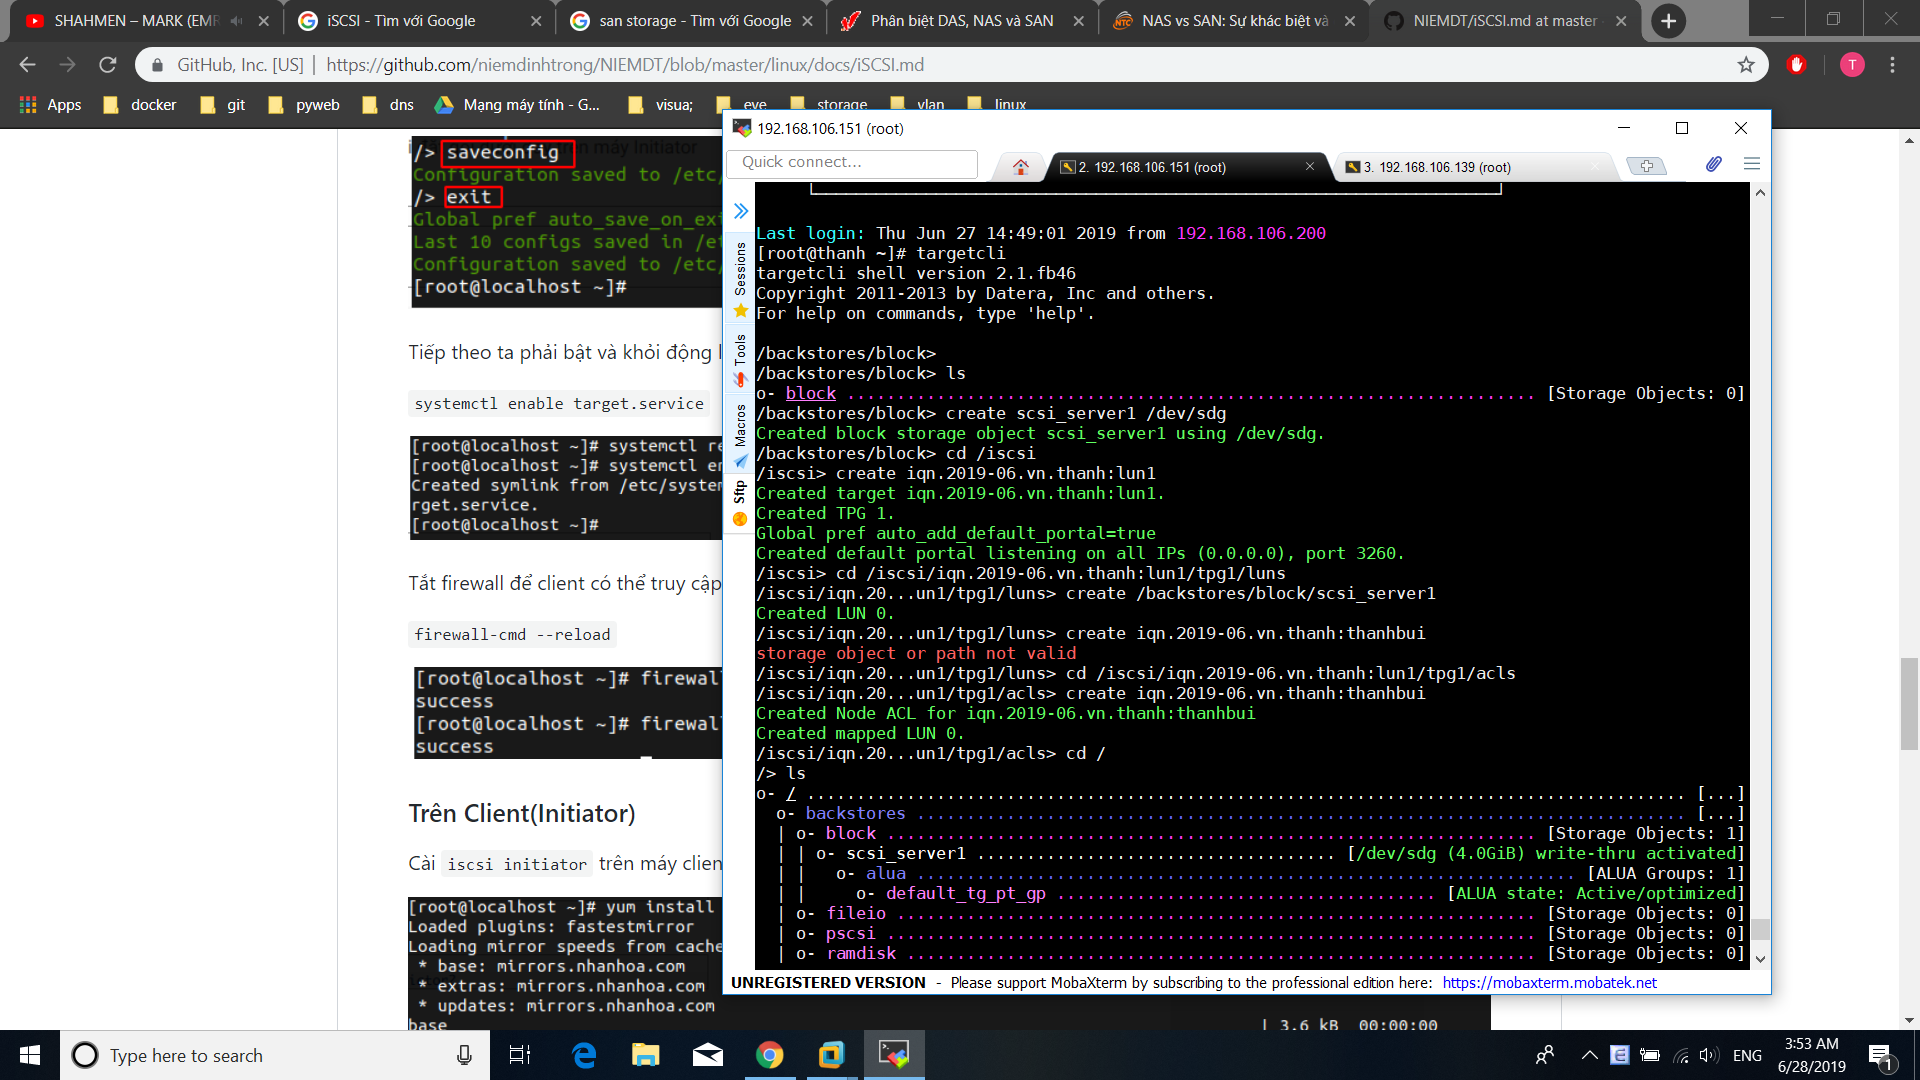 SHAHMEN – MARK (EMR
iSCSI - Tìm với Google
san storage - Tìm với Google
Phân biệt DAS, NAS và SAN
NAS vs SAN: Sự khác biệt và
NIEMDT/iSCSI.md at master
GitHub, Inc. [US] | https://github.com/niemdinhtrong/NIEMDT/blob/master/linux/docs/iSCSI.md
T
Apps docker git pyweb dns Mạng máy tính - G... visua; eve storage vlan linux
/> saveconfig
Configuration saved to /etc/
/> exit
Global pref auto_save_on_ex
Last 10 configs saved in /et
Configuration saved to /etc/
[root@localhost ~]#
Tiếp theo ta phải bật và khỏi động l
systemctl enable target.service
[root@localhost ~]# systemctl re
[root@localhost ~]# systemctl en
Created symlink from /etc/system
rget.service.
[root@localhost ~]#
Tắt firewall để client có thể truy cập
firewall-cmd --reload
[root@localhost ~]# firewall
success
[root@localhost ~]# firewall
success
Trên Client(Initiator)
Cài iscsi initiator trên máy clien
[root@localhost ~]# yum install
Loaded plugins: fastestmirror
Loading mirror speeds from cache
* base: mirrors.nhanhoa.com
* extras: mirrors.nhanhoa.com
* updates: mirrors.nhanhoa.com
base | 3.6 kB 00:00:00
192.168.106.151 (root)
Quick connect...
2. 192.168.106.151 (root)
3. 192.168.106.139 (root)
Sessions
Tools
Macros
Sftp
Last login: Thu Jun 27 14:49:01 2019 from 192.168.106.200
[root@thanh ~]# targetcli
targetcli shell version 2.1.fb46
Copyright 2011-2013 by Datera, Inc and others.
For help on commands, type 'help'.
/backstores/block>
/backstores/block> ls
o- block ..................................................................... [Storage Objects: 0]
/backstores/block> create scsi_server1 /dev/sdg
Created block storage object scsi_server1 using /dev/sdg.
/backstores/block> cd /iscsi
/iscsi> create iqn.2019-06.vn.thanh:lun1
Created target iqn.2019-06.vn.thanh:lun1.
Created TPG 1.
Global pref auto_add_default_portal=true
Created default portal listening on all IPs (0.0.0.0), port 3260.
/iscsi> cd /iscsi/iqn.2019-06.vn.thanh:lun1/tpg1/luns
/iscsi/iqn.20...un1/tpg1/luns> create /backstores/block/scsi_server1
Created LUN 0.
/iscsi/iqn.20...un1/tpg1/luns> create iqn.2019-06.vn.thanh:thanhbui
storage object or path not valid
/iscsi/iqn.20...un1/tpg1/luns> cd /iscsi/iqn.2019-06.vn.thanh:lun1/tpg1/acls
/iscsi/iqn.20...un1/tpg1/acls> create iqn.2019-06.vn.thanh:thanhbui
Created Node ACL for iqn.2019-06.vn.thanh:thanhbui
Created mapped LUN 0.
/iscsi/iqn.20...un1/tpg1/acls> cd /
/> ls
o- / ........................................................................................ [...]
o- backstores ............................................................................. [...]
| o- block ................................................................. [Storage Objects: 1]
| | o- scsi_server1 .................................... [/dev/sdg (4.0GiB) write-thru activated]
| | o- alua .................................................................. [ALUA Groups: 1]
| | o- default_tg_pt_gp ...................................... [ALUA state: Active/optimized]
| o- fileio ................................................................ [Storage Objects: 0]
| o- pscsi ................................................................. [Storage Objects: 0]
| o- ramdisk ............................................................... [Storage Objects: 0]
UNREGISTERED VERSION - Please support MobaXterm by subscribing to the professional edition here: https://mobaxterm.mobatek.net
Type here to search
ENG
3:53 AM
6/28/2019
1